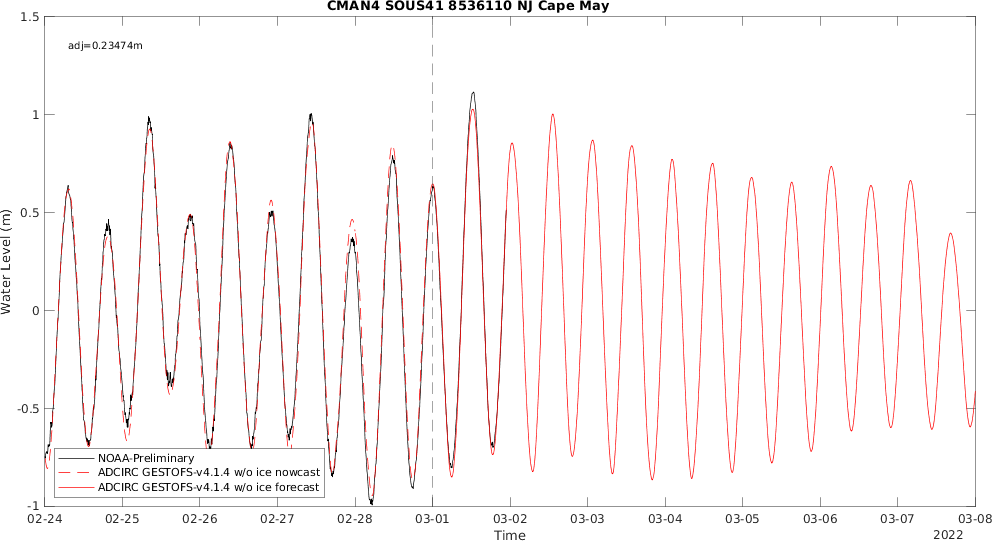 CMAN4 SOUS41 8536110 NJ Cape May
adj=0.23474m
Water Level (m)
1.5
1
0.5
0
-0.5
-1
NOAA-Preliminary
ADCIRC GESTOFS-v4.1.4 w/o ice nowcast
ADCIRC GESTOFS-v4.1.4 w/o ice forecast
02-24 02-25 02-26 02-27 02-28 03-01 03-02 03-03 03-04 03-05 03-06 03-07 03-08
Time
2022